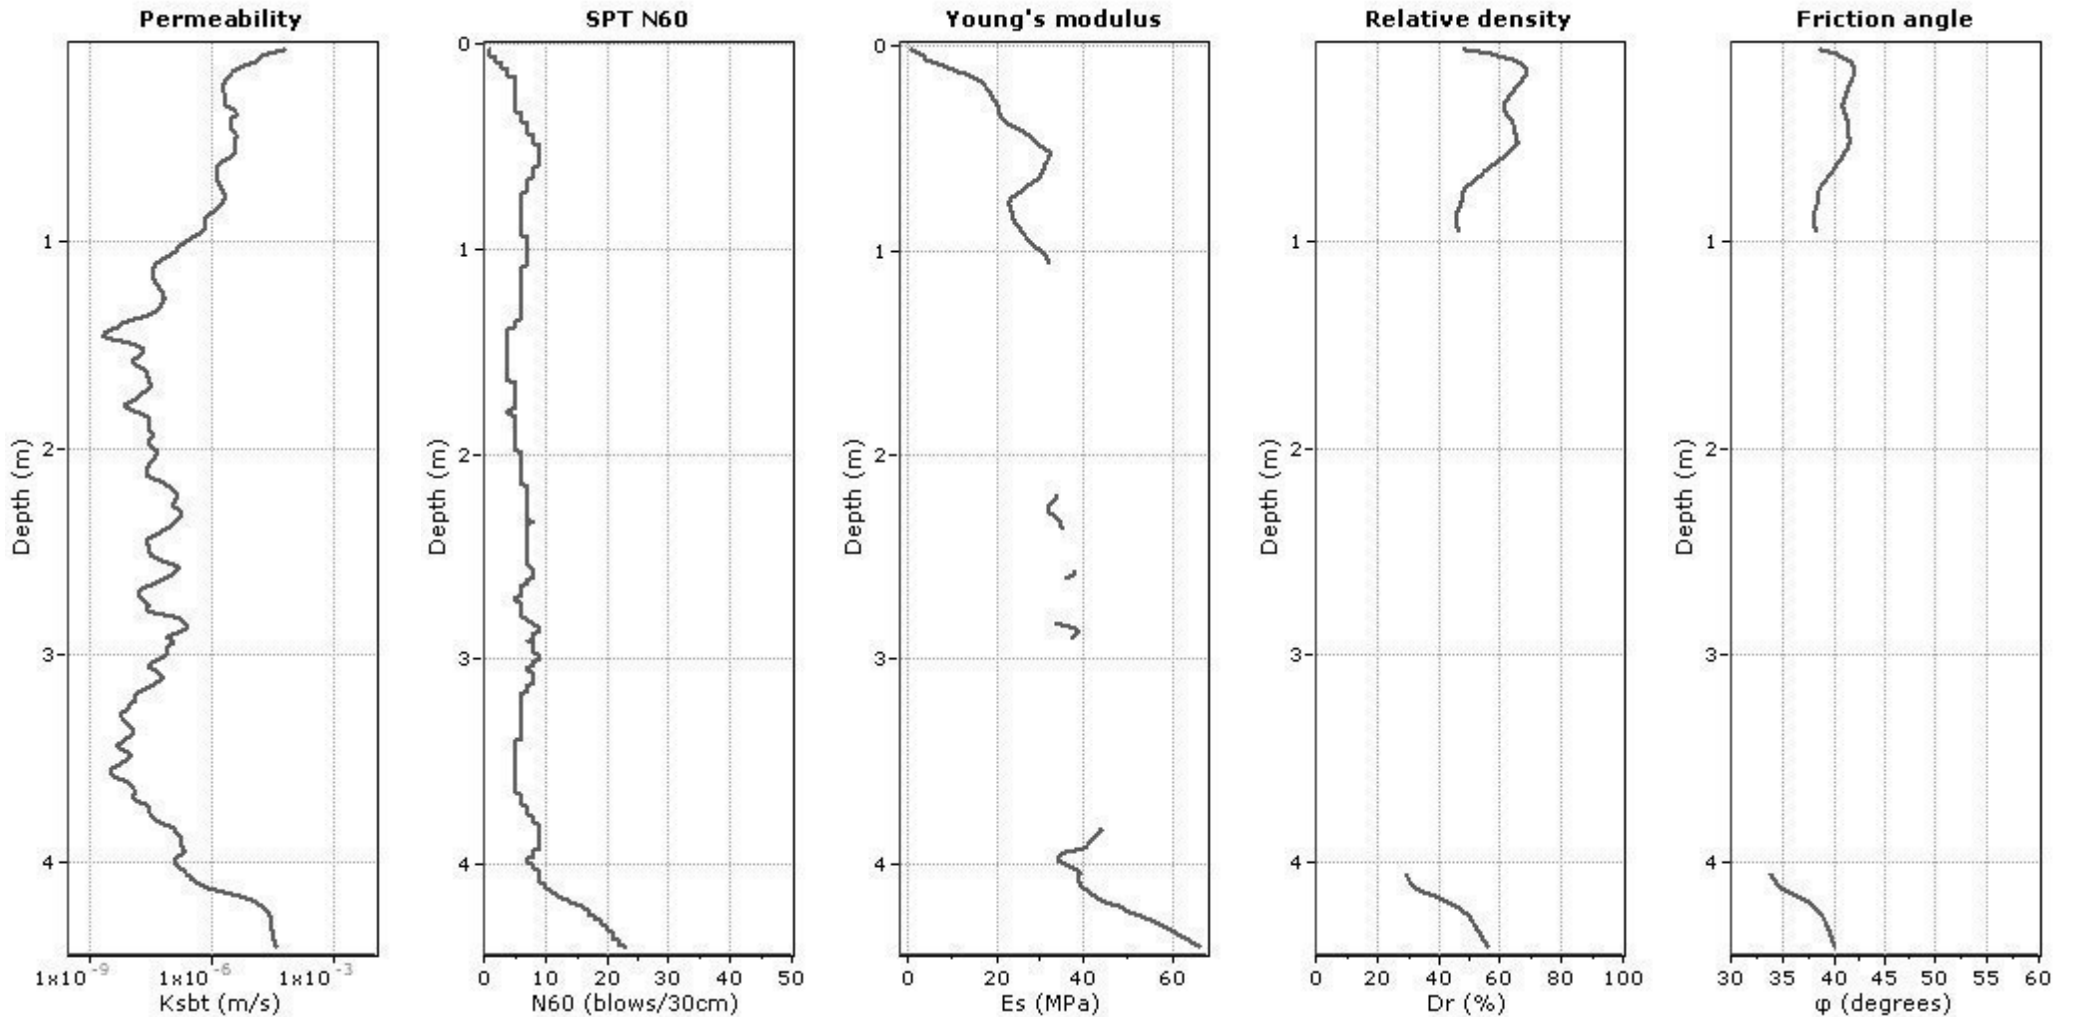 Permeability SPT N60 Young's modulus Relative density Friction angle
Depth (m)
1
2
3
4
1x10-9 1x10-6 1x10-3
Ksbt (m/s)
Depth (m)
0
1
2
3
4
0 10 20 30 40 50
N60 (blows/30cm)
Depth (m)
0
1
2
3
4
0 20 40 60
Es (MPa)
Depth (m)
1
2
3
4
0 20 40 60 80 100
Dr (%)
Depth (m)
1
2
3
4
30 35 40 45 50 55 60
φ (degrees)